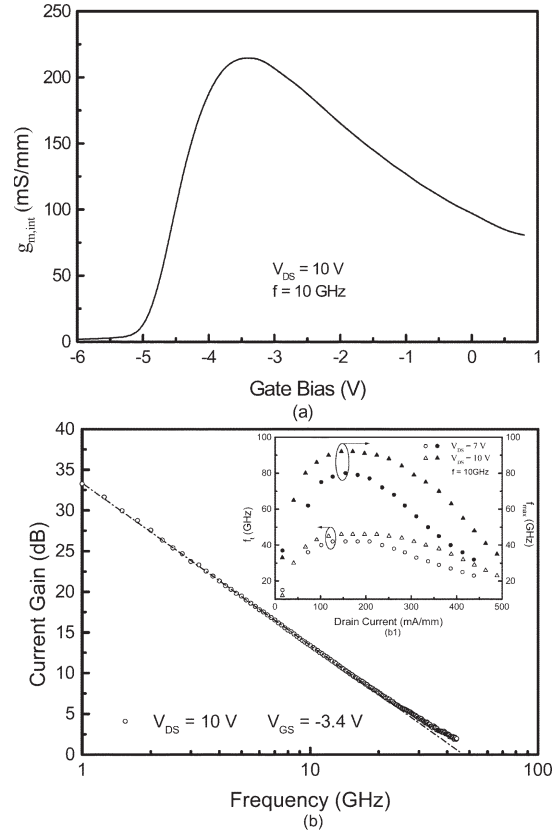 250
200
150
100
50
0
g_m,int (mS/mm)
V_DS = 10 V
f = 10 GHz
-6 -5 -4 -3 -2 -1 0 1
Gate Bias (V)
(a)
40
35
30
25
20
15
10
5
0
Current Gain (dB)
100
80
60
40
20
f_t (GHz)
V_DS = 7 V
V_DS = 10 V
f = 10GHz
100
80
60
40
20
f_max (GHz)
0 100 200 300 400 500
Drain Current (mA/mm)
(b1)
V_DS = 10 V V_GS = -3.4 V
1 10 100
Frequency (GHz)
(b)